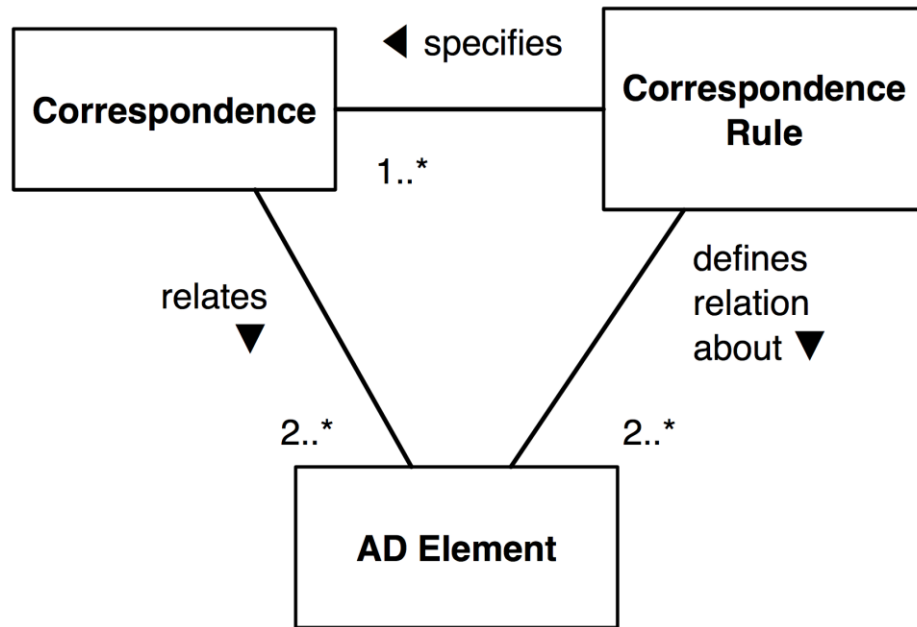 ◀ specifies
Correspondence
Correspondence
Rule
1..*
relates
▼
defines
relation
about ▼
2..*
2..*
AD Element